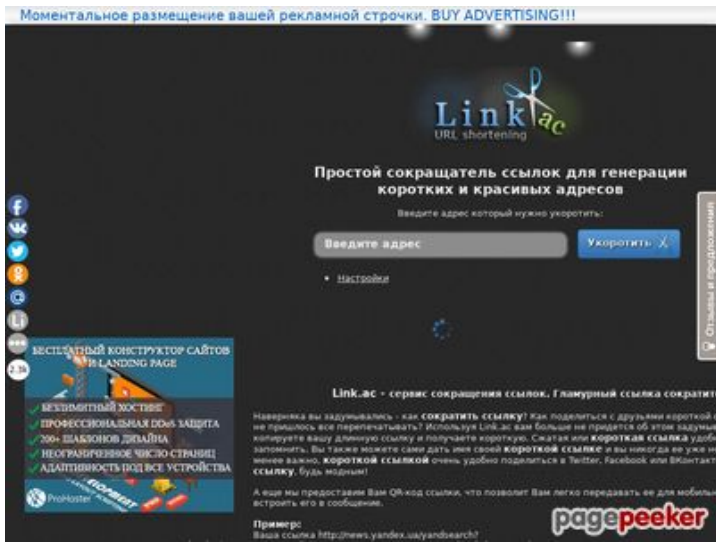 Моментальное размещение вашей рекламной строчки. BUY ADVERTISING!!!
Link.ac
URL shortening
Простой сокращатель ссылок для генерации
коротких и красивых адресов
Введите адрес который нужно укоротить:
Введите адрес
Укоротить
Настройки
Отзывы и предложения
Li
2.3k
БЕСПЛАТНЫЙ КОНСТРУКТОР САЙТОВ
И LANDING PAGE
БЕЗЛИМИТНЫЙ ХОСТИНГ
ПРОФЕССИОНАЛЬНАЯ DDoS ЗАЩИТА
200+ ШАБЛОНОВ ДИЗАЙНА
НЕОГРАНИЧЕННОЕ ЧИСЛО СТРАНИЦ
АДАПТИВНОСТЬ ПОД ВСЕ УСТРОЙСТВА
ProHoster
Link.ac - сервис сокращения ссылок. Гламурный ссылка сократит
Наверняка вы задумывались - как сократить ссылку? Как поделиться с друзьями короткой
не пришлось все перепечатывать? Используя Link.ac вам больше не придется об этом задумы
копируете вашу длинную ссылку и получаете короткую. Сжатая или короткая ссылка удобн
запомнить. Вы также можете сами дать имя своей короткой ссылке и вы никогда ее уже н
менее важно, короткой ссылкой очень удобно поделиться в Twitter, Facebook или ВКонтакт
ссылку, будь модным!
А еще мы предоставим Вам QR-код ссылки, что позволит Вам легко передавать ее для мобильн
встроить его в сообщение.
Пример:
Ваша ссылка http://news.yandex.ua/yandsearch?
pagepeeker